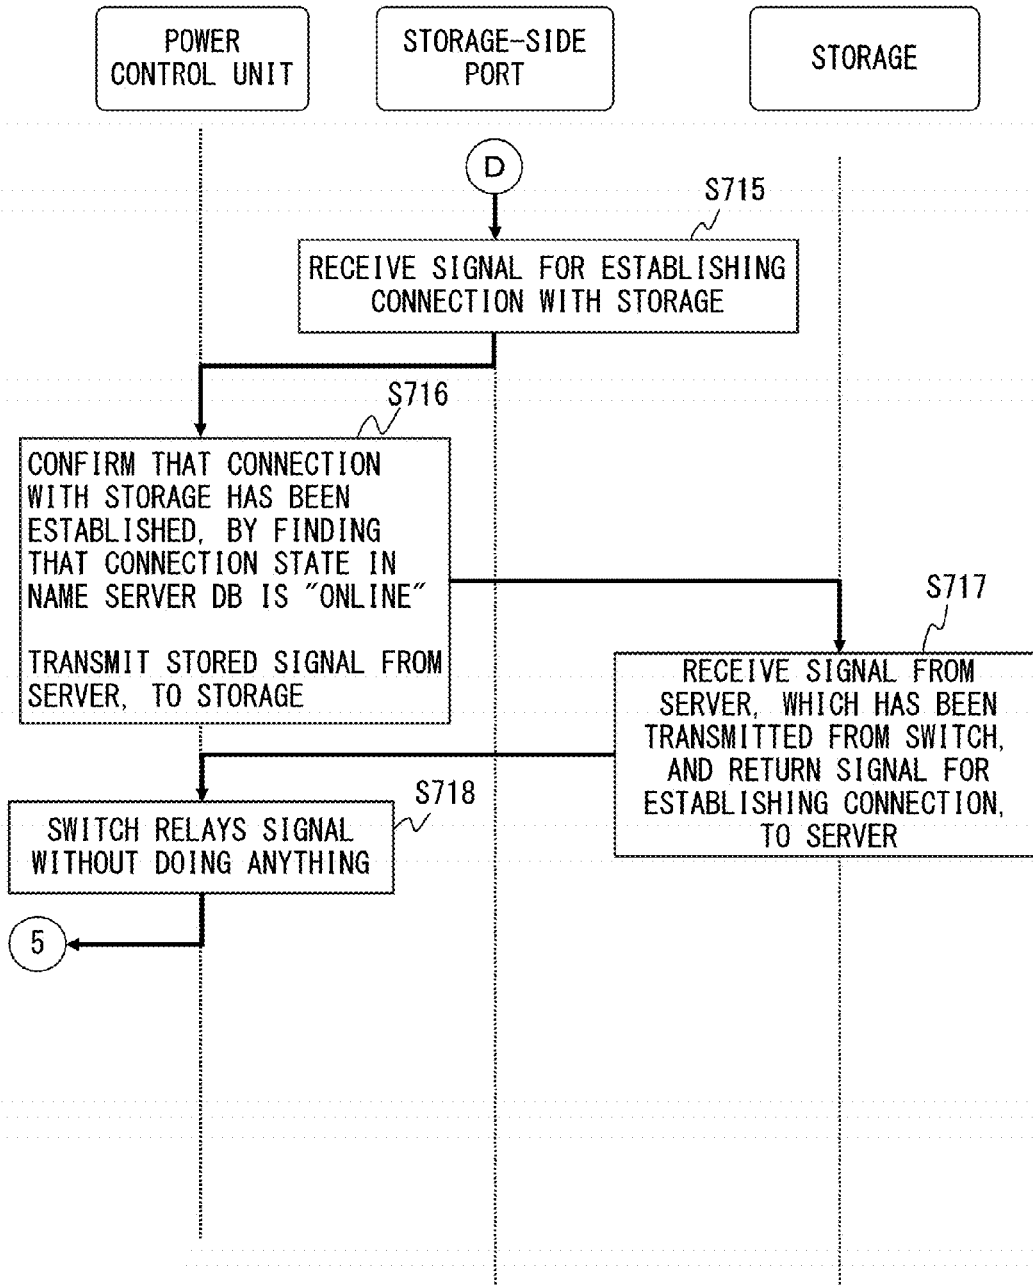 POWER
CONTROL UNIT
STORAGE-SIDE
PORT
STORAGE
D
S715
RECEIVE SIGNAL FOR ESTABLISHING
CONNECTION WITH STORAGE
S716
CONFIRM THAT CONNECTION
WITH STORAGE HAS BEEN
ESTABLISHED, BY FINDING
THAT CONNECTION STATE IN
NAME SERVER DB IS "ONLINE"
TRANSMIT STORED SIGNAL FROM
SERVER, TO STORAGE
S717
RECEIVE SIGNAL FROM
SERVER, WHICH HAS BEEN
TRANSMITTED FROM SWITCH,
AND RETURN SIGNAL FOR
ESTABLISHING CONNECTION,
TO SERVER
S718
SWITCH RELAYS SIGNAL
WITHOUT DOING ANYTHING
5